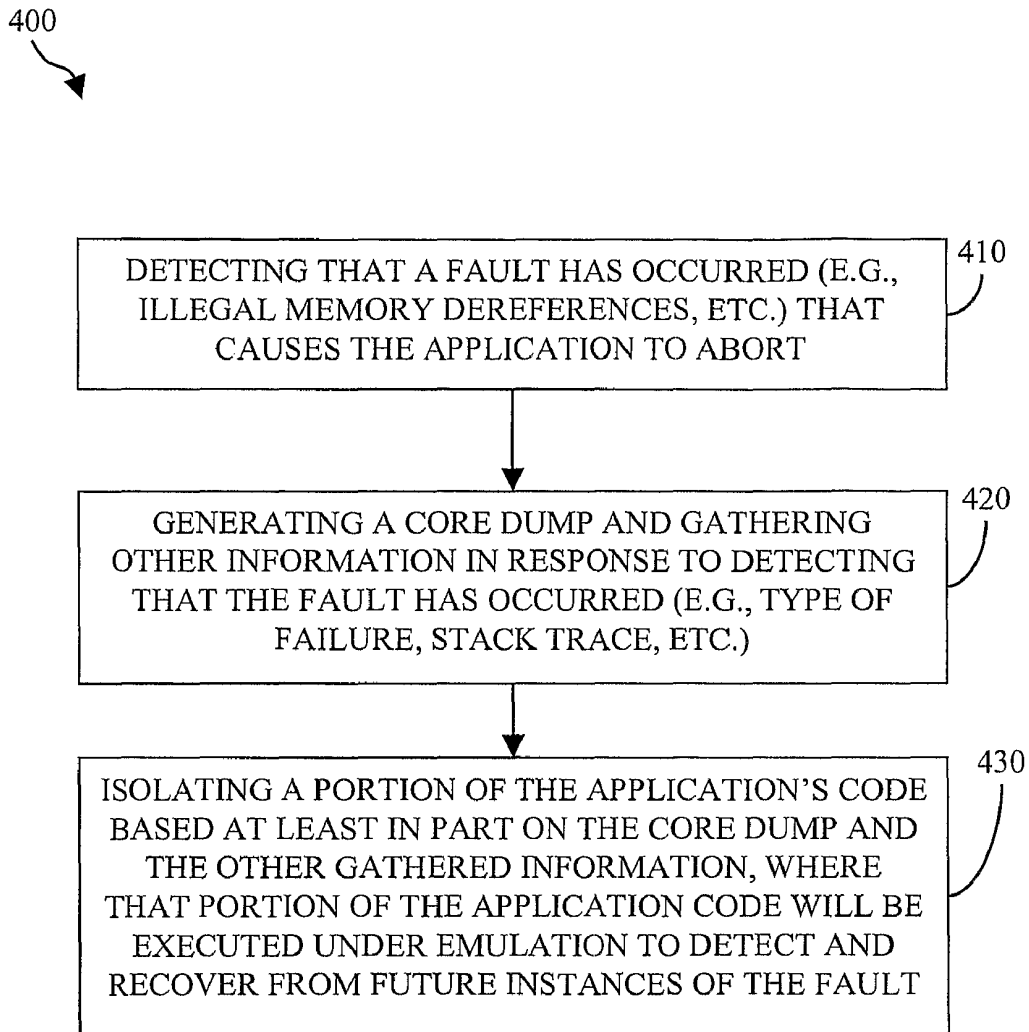 400
DETECTING THAT A FAULT HAS OCCURRED (E.G.,
ILLEGAL MEMORY DEREFERENCES, ETC.) THAT
CAUSES THE APPLICATION TO ABORT
410
GENERATING A CORE DUMP AND GATHERING
OTHER INFORMATION IN RESPONSE TO DETECTING
THAT THE FAULT HAS OCCURRED (E.G., TYPE OF
FAILURE, STACK TRACE, ETC.)
420
ISOLATING A PORTION OF THE APPLICATION'S CODE
BASED AT LEAST IN PART ON THE CORE DUMP AND
THE OTHER GATHERED INFORMATION, WHERE
THAT PORTION OF THE APPLICATION CODE WILL BE
EXECUTED UNDER EMULATION TO DETECT AND
RECOVER FROM FUTURE INSTANCES OF THE FAULT
430